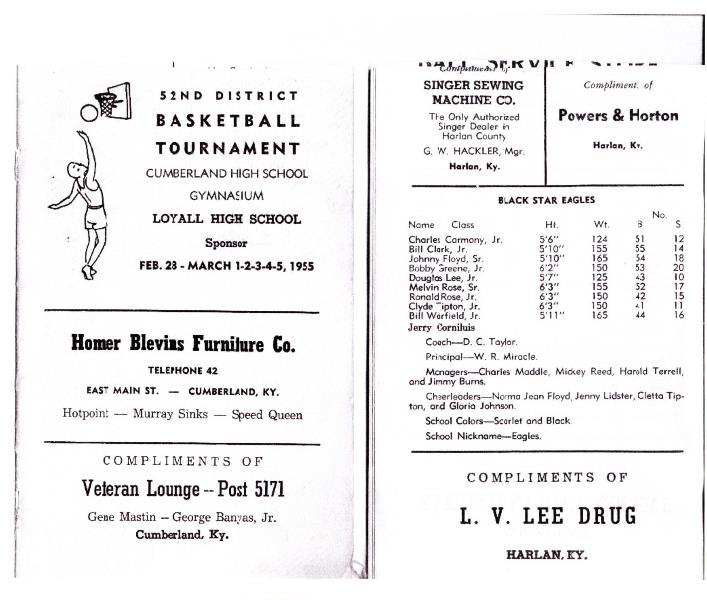 52ND DISTRICT
BASKETBALL
TOURNAMENT
CUMBERLAND HIGH SCHOOL
GYMNASIUM
LOYALL HIGH SCHOOL
Sponsor
FEB. 28 - MARCH 1-2-3-4-5, 1955
Homer Blevins Furniture Co.
TELEPHONE 42
EAST MAIN ST. — CUMBERLAND, KY.
Hotpoint — Murray Sinks — Speed Queen
COMPLIMENTS OF
Veteran Lounge -- Post 5171
Gene Mastin -- George Banyas, Jr.
Cumberland, Ky.
Compliments of
SINGER SEWING
MACHINE CO.
The Only Authorized
Singer Dealer in
Harlan County
G. W. HACKLER, Mgr.
Harlan, Ky.
Compliment. of
Powers & Horton
Harlan, Ky.
BLACK STAR EAGLES
No.
Name Class Ht. Wt. B S
Charles Carmony, Jr. 5'6" 124 51 12
Bill Clark, Jr. 5'10" 155 55 14
Johnny Floyd, Sr. 5'10" 165 54 18
Bobby Greene, Jr. 6'2" 150 53 20
Douglas Lee, Jr. 5'7" 125 43 10
Melvin Rose, Sr. 6'3" 155 52 17
Ronald Rose, Jr. 6'3" 150 42 15
Clyde Tipton, Jr. 6'3" 150 41 11
Bill Warfield, Jr. 5'11" 165 44 16
Jerry Corniluis
Coach—D. C. Taylor.
Principal—W. R. Miracle.
Managers—Charles Maddle, Mickey Reed, Harold Terrell,
and Jimmy Burns.
Cheerleaders—Norma Jean Floyd, Jenny Lidster, Cletta Tip-
ton, and Gloria Johnson.
School Colors—Scarlet and Black.
School Nickname—Eagles.
COMPLIMENTS OF
L. V. LEE DRUG
HARLAN, KY.